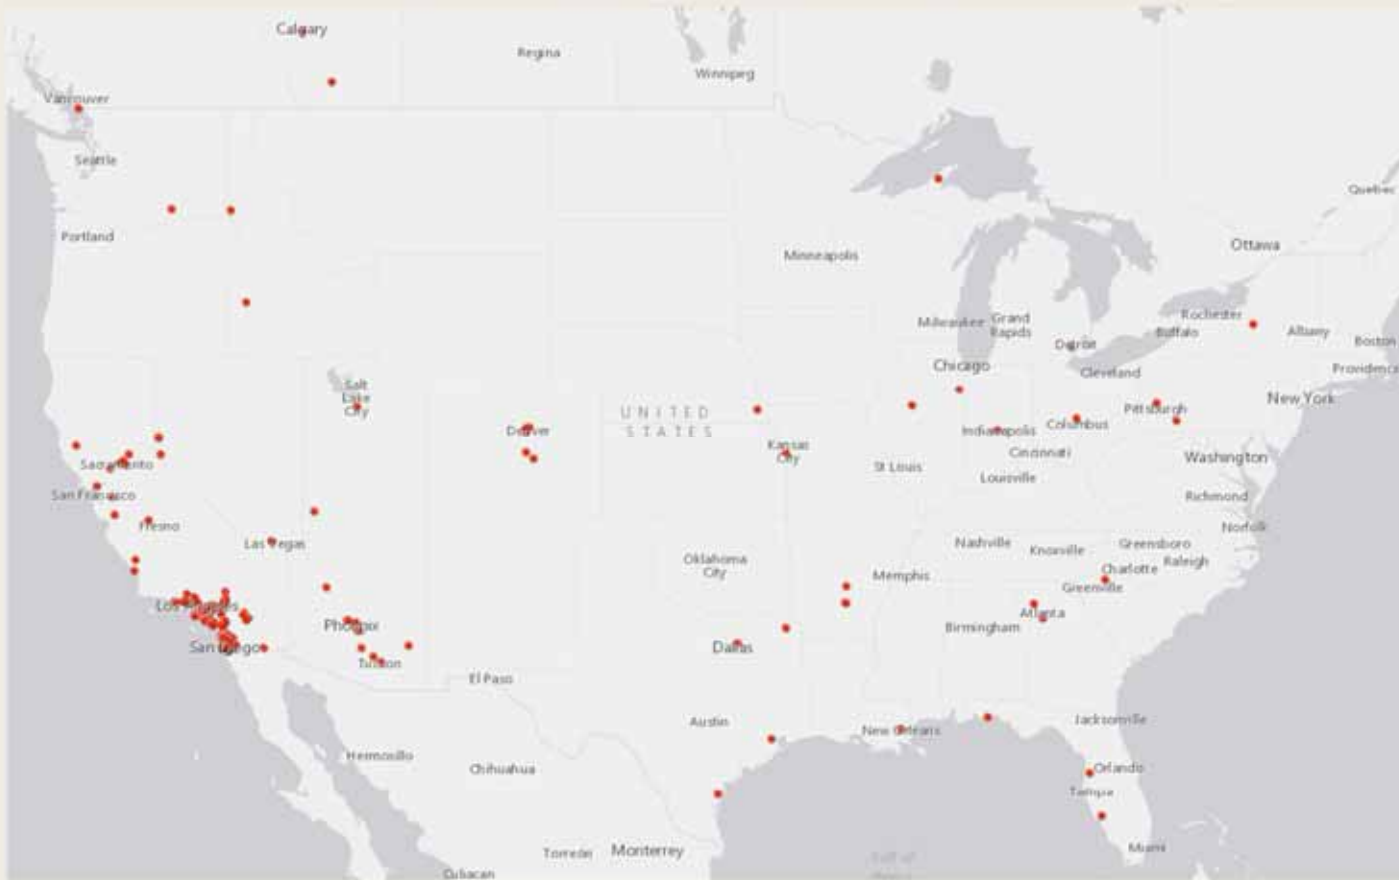 Calgary
Regina
Winnipeg
Vancouver
Seattle
Quebec
Portland
Ottawa
Minneapolis
Rochester
Milwaukee
Grand
Rapids
Buffalo
Albany
Detroit
Boston
Chicago
Cleveland
Providence
Salt
Lake
City
New York
Pittsburgh
UNITED
STATES
Denver
Indianapolis
Columbus
Kansas
City
Cincinnati
Washington
Sacramento
St Louis
Louisville
San Francisco
Richmond
Fresno
Norfolk
Las Vegas
Nashville
Knoxville
Greensboro
Oklahoma
City
Raleigh
Charlotte
Memphis
Greenville
Los Angeles
Atlanta
Phoenix
Birmingham
San Diego
Dallas
Tucson
El Paso
Austin
Jacksonville
New Orleans
Hermosillo
Chihuahua
Orlando
Tampa
Miami
Torreón
Monterrey
Gulf of
Culiacan